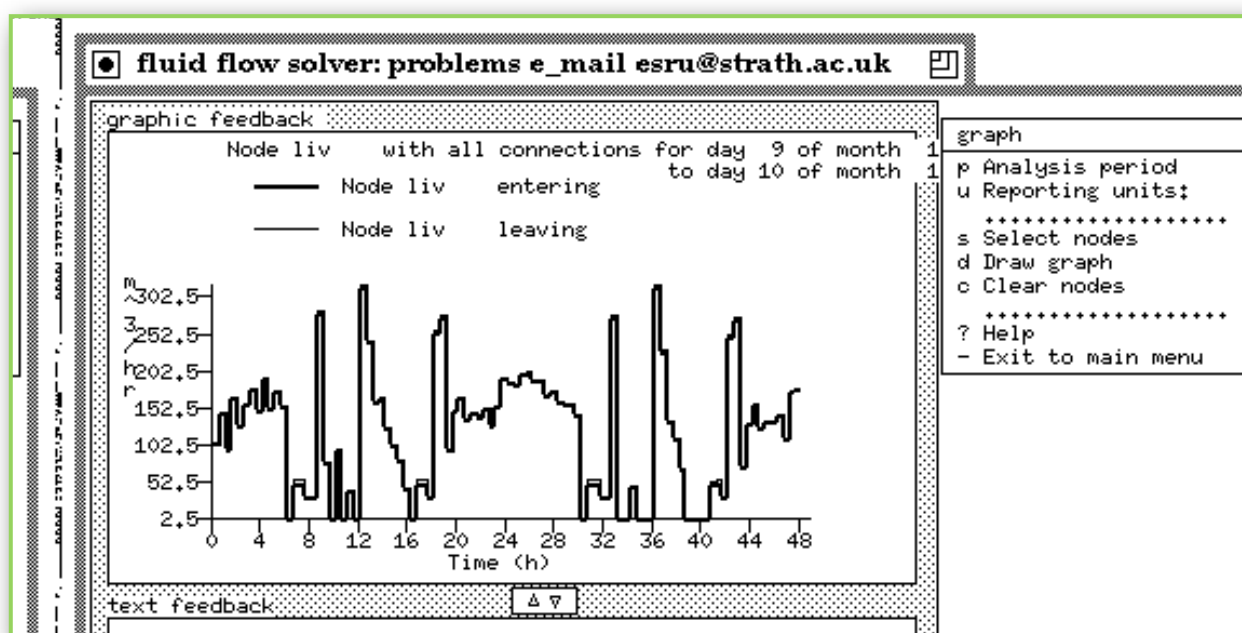 fluid flow solver: problems e_mail esru@strath.ac.uk
graphic feedback
Node liv with all connections for day 9 of month 1
to day 10 of month 1
Node liv entering
Node liv leaving
m^3/hr
302.5
252.5
202.5
152.5
102.5
52.5
2.5
0 4 8 12 16 20 24 28 32 36 40 44 48
Time (h)
text feedback
graph
p Analysis period
u Reporting units:
...................
s Select nodes
d Draw graph
c Clear nodes
...................
? Help
- Exit to main menu